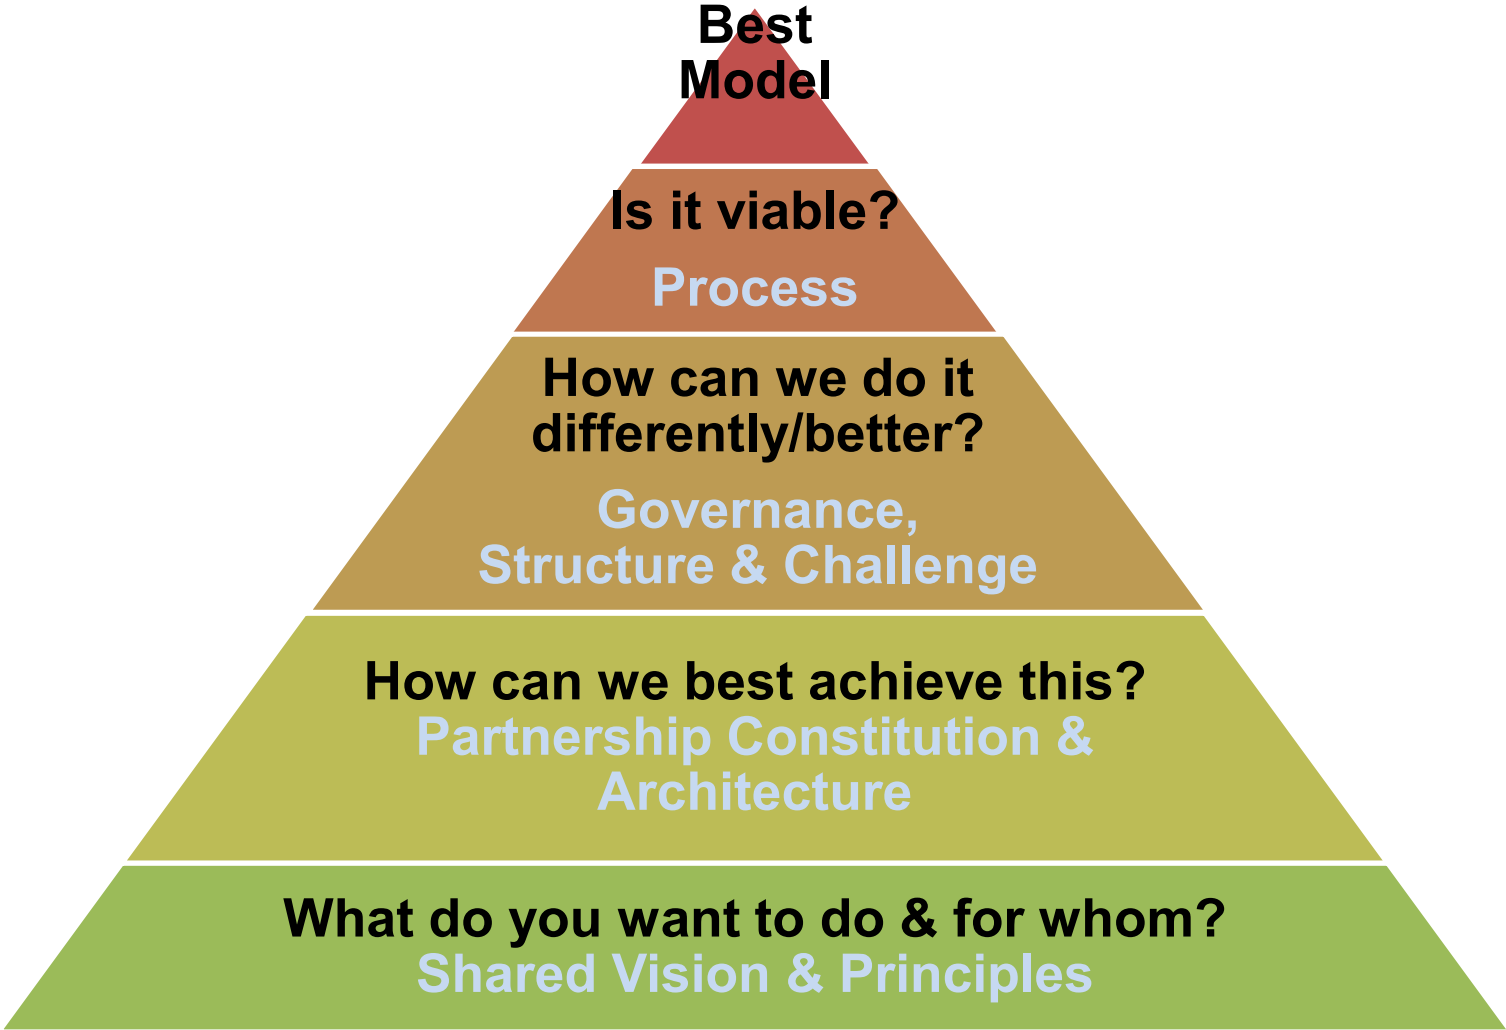 Best
Model
Is it viable?
Process
How can we do it
differently/better?
Governance,
Structure & Challenge
How can we best achieve this?
Partnership Constitution &
Architecture
What do you want to do & for whom?
Shared Vision & Principles